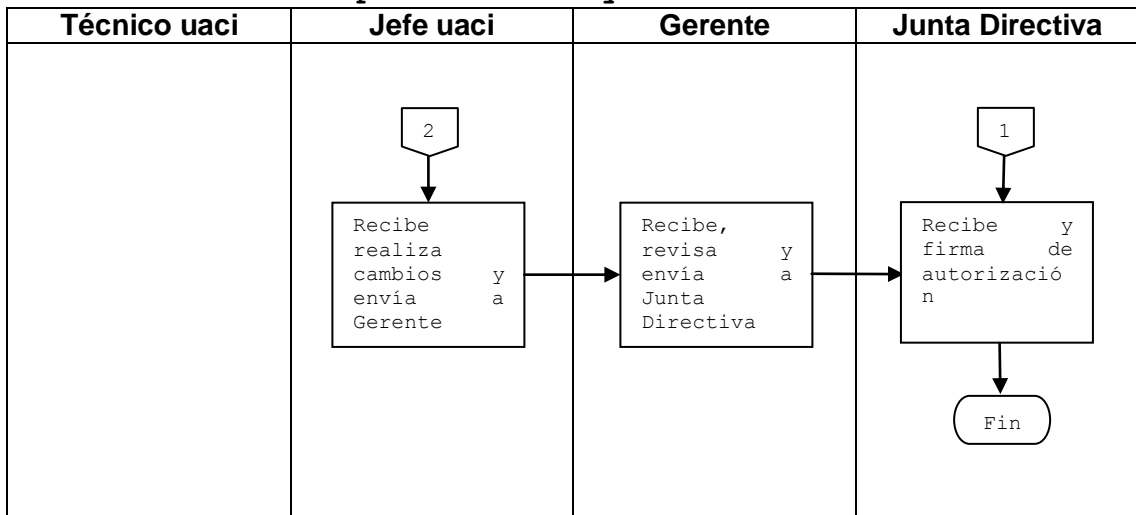 Técnico uaci Jefe uaci Gerente Junta Directiva
2
1
Recibe
realiza
cambios y
envía a
Gerente
Recibe,
revisa y
envía a
Junta
Directiva
Recibe y
firma de
autorizació
n
Fin